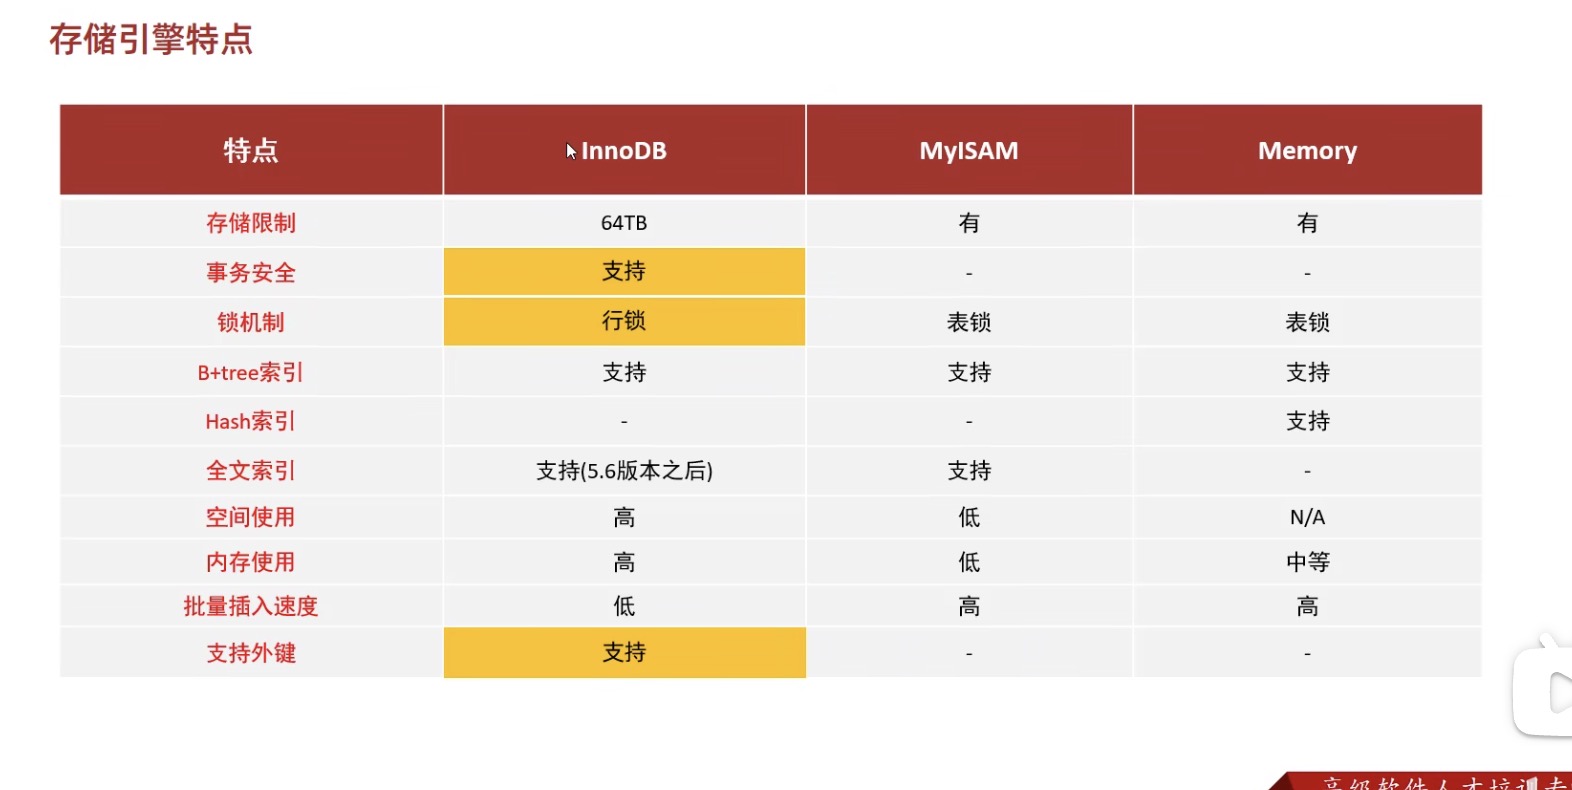 存储引擎特点
特点 InnoDB MyISAM Memory
存储限制 64TB 有 有
事务安全 支持 - -
锁机制 行锁 表锁 表锁
B+tree索引 支持 支持 支持
Hash索引 - - 支持
全文索引 支持(5.6版本之后) 支持 -
空间使用 高 低 N/A
内存使用 高 低 中等
批量插入速度 低 高 高
支持外键 支持 - -
高级软件人才培训专